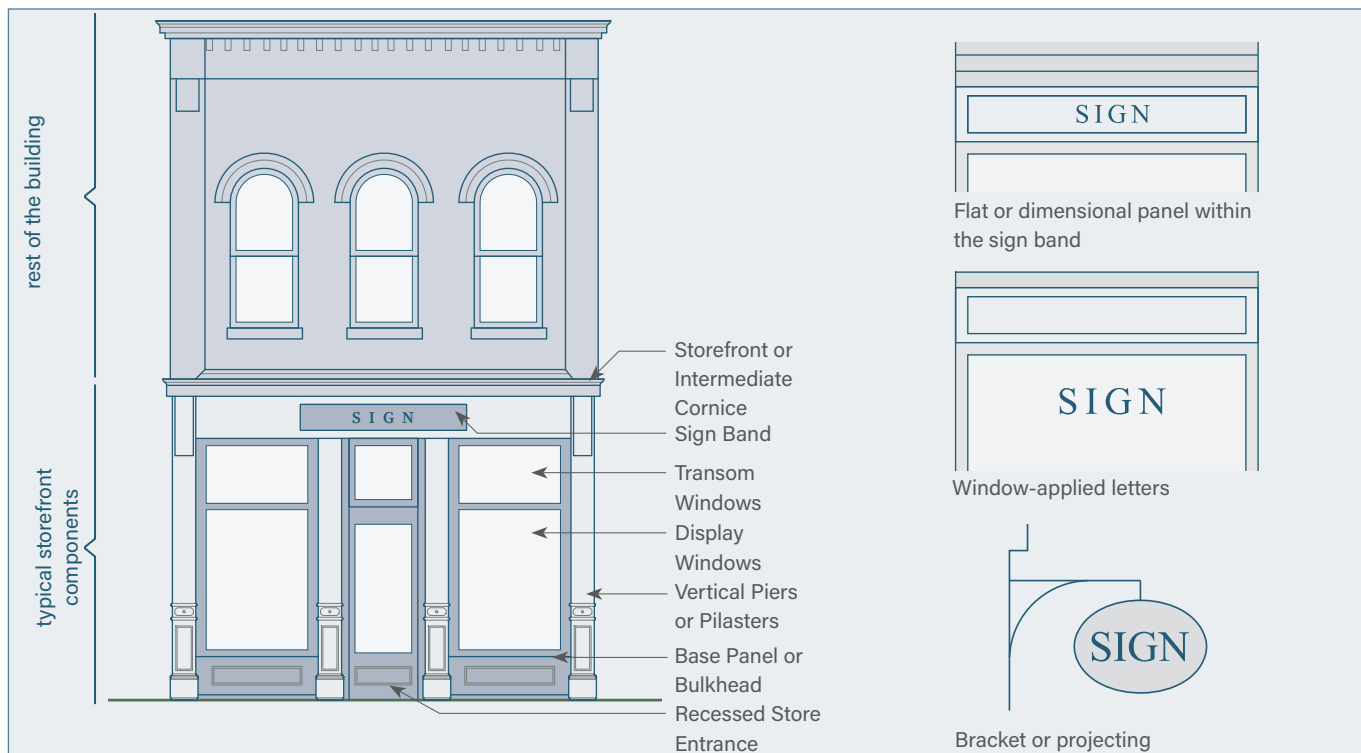 rest of the building
typical storefront
components
SIGN
Storefront or
Intermediate
Cornice
Sign Band
Transom
Windows
Display
Windows
Vertical Piers
or Pilasters
Base Panel or
Bulkhead
Recessed Store
Entrance
SIGN
Flat or dimensional panel within
the sign band
SIGN
Window-applied letters
SIGN
Bracket or projecting